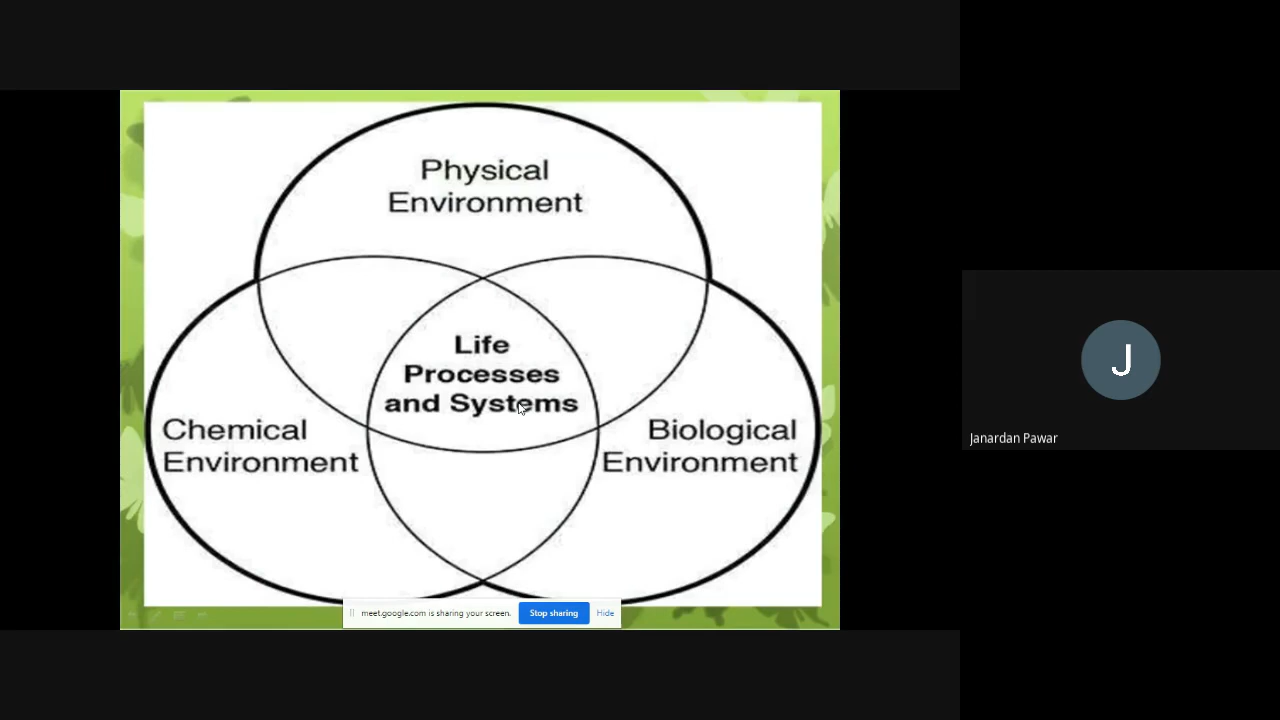 Physical
Environment
Life
Processes
and Systems
Chemical
Environment
Biological
Environment
J
Janardan Pawar
meet.google.com is sharing your screen.
Stop sharing
Hide